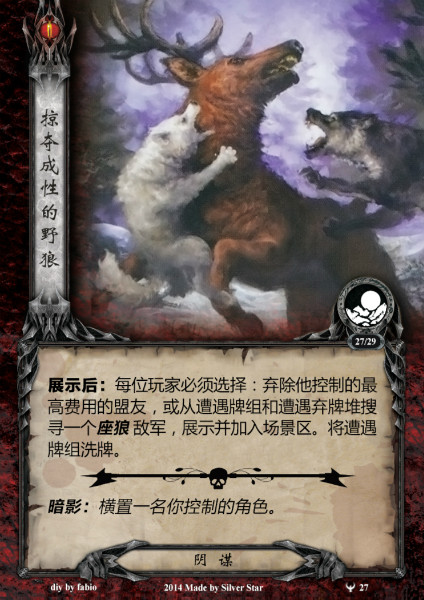 掠夺成性的野狼
27/29
展示后：每位玩家必须选择：弃除他控制的最
高费用的盟友，或从遭遇牌组和遭遇弃牌堆搜
寻一个座狼 敌军，展示并加入场景区。将遭遇
牌组洗牌。
暗影：横置一名你控制的角色。
阴谋
diy by fabio 2014 Made by Silver Star 27